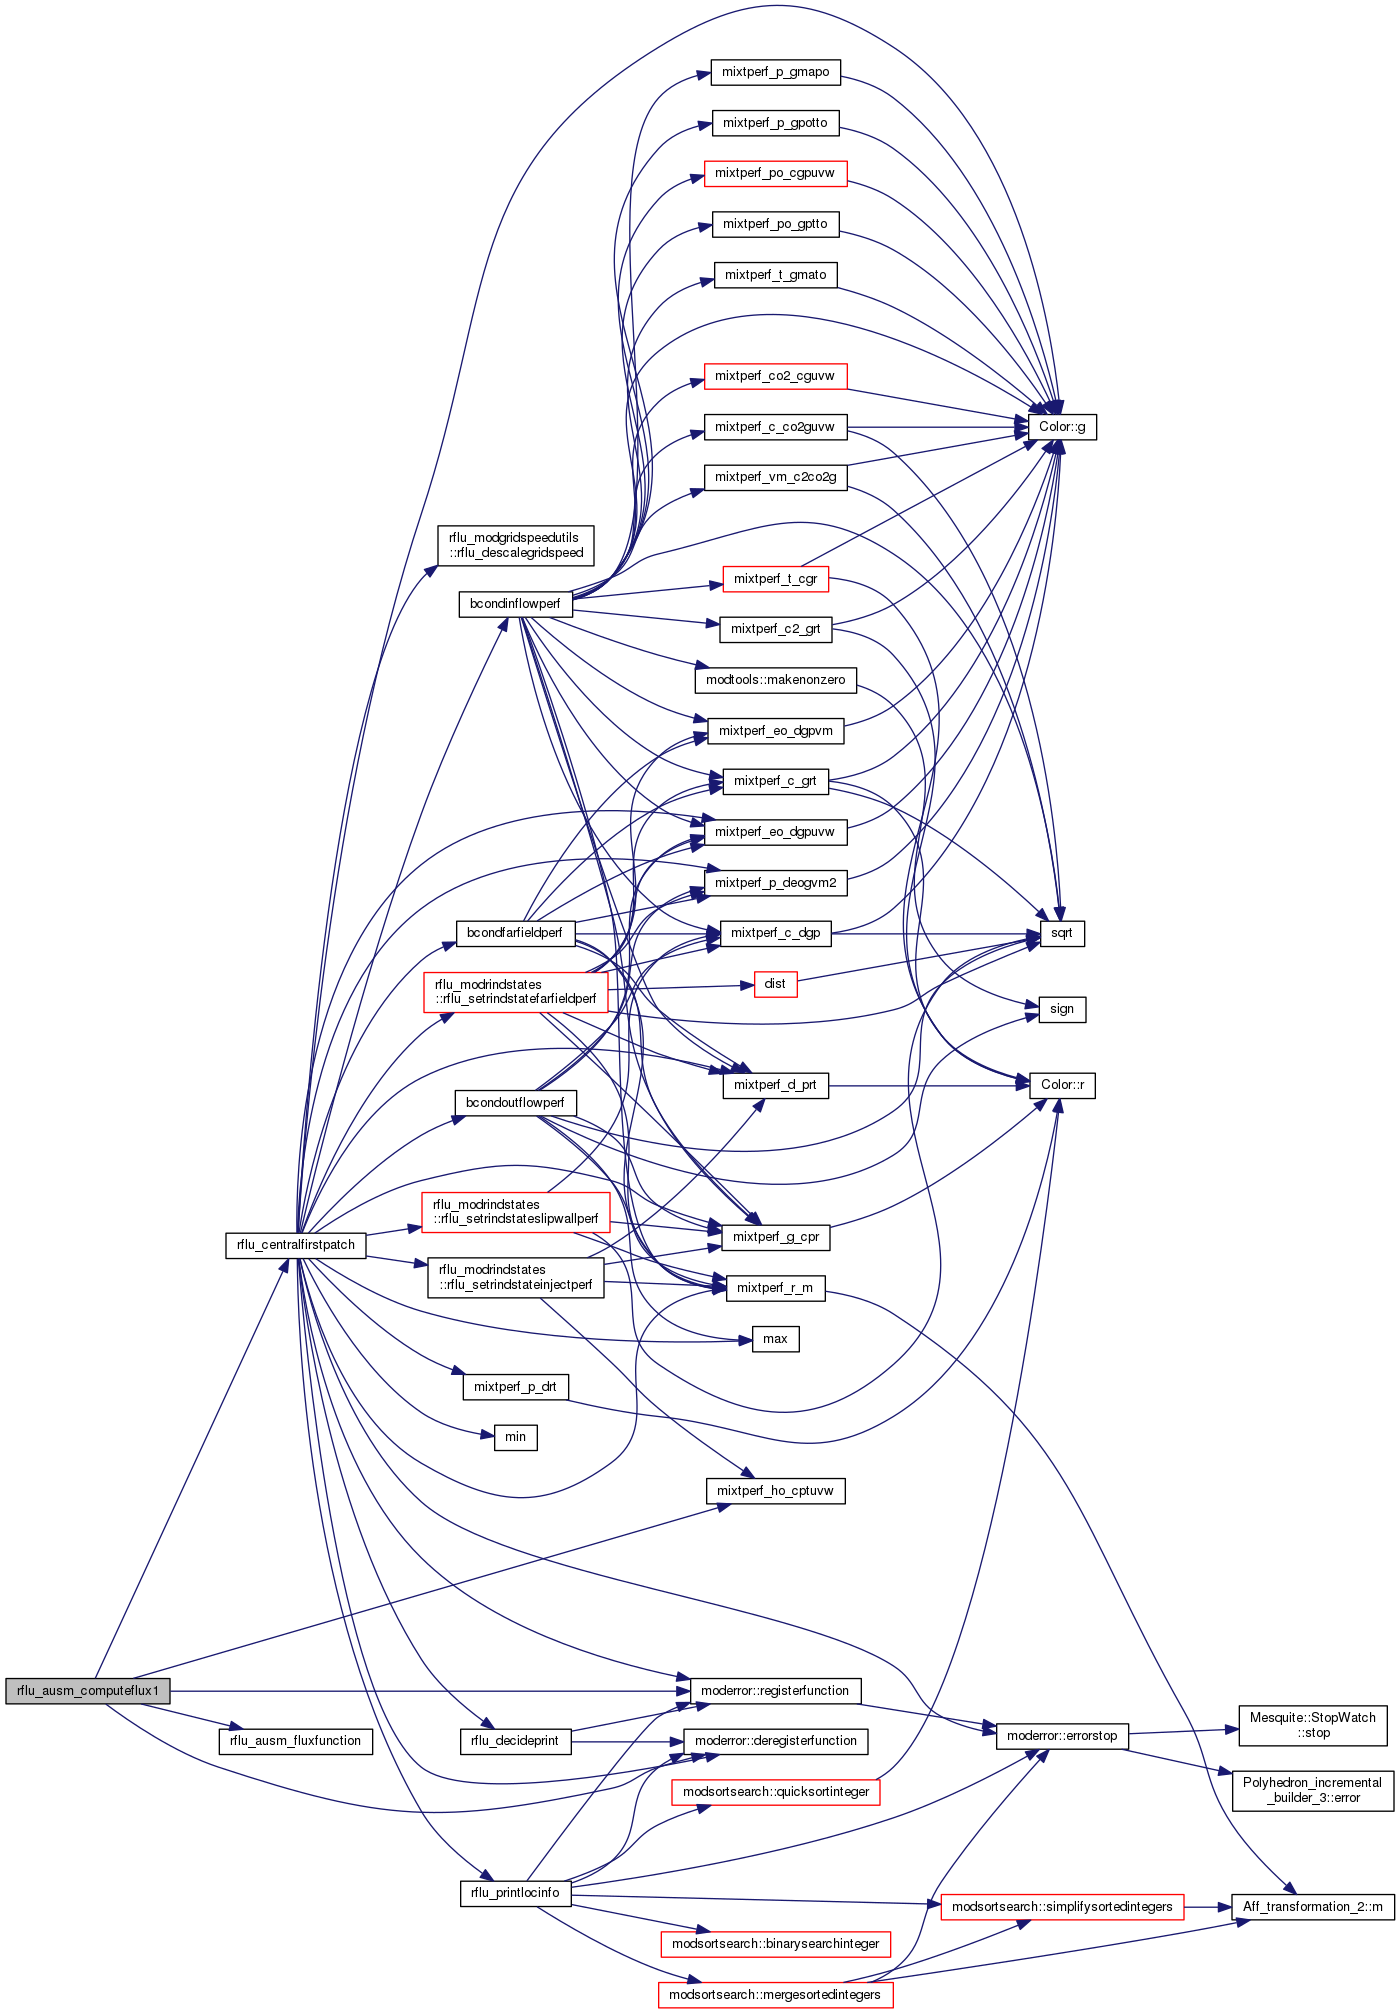 mixtperf_p_gmapo
mixtperf_p_gpotto
mixtperf_po_cgpuvw
mixtperf_po_gptto
mixtperf_t_gmato
mixtperf_co2_cguvw
mixtperf_c_co2guvw
Color::g
mixtperf_vm_c2co2g
rflu_modgridspeedutils
::rflu_descalegridspeed
mixtperf_t_cgr
bcondinflowperf
mixtperf_c2_grt
modtools::makenonzero
mixtperf_eo_dgpvm
mixtperf_c_grt
mixtperf_eo_dgpuvw
mixtperf_p_deogvm2
bcondfarfieldperf
mixtperf_c_dgp
sqrt
rflu_modrindstates
::rflu_setrindstatefarfieldperf
dist
sign
mixtperf_d_prt
Color::r
bcondoutflowperf
rflu_modrindstates
::rflu_setrindstateslipwallperf
mixtperf_g_cpr
rflu_centralfirstpatch
rflu_modrindstates
::rflu_setrindstateinjectperf
mixtperf_r_m
max
mixtperf_p_drt
min
mixtperf_ho_cptuvw
rflu_ausm_computeflux1
moderror::registerfunction
rflu_ausm_fluxfunction
rflu_decideprint
moderror::deregisterfunction
moderror::errorstop
Mesquite::StopWatch
::stop
Polyhedron_incremental
_builder_3::error
modsortsearch::quicksortinteger
rflu_printlocinfo
modsortsearch::simplifysortedintegers
Aff_transformation_2::m
modsortsearch::binarysearchinteger
modsortsearch::mergesortedintegers